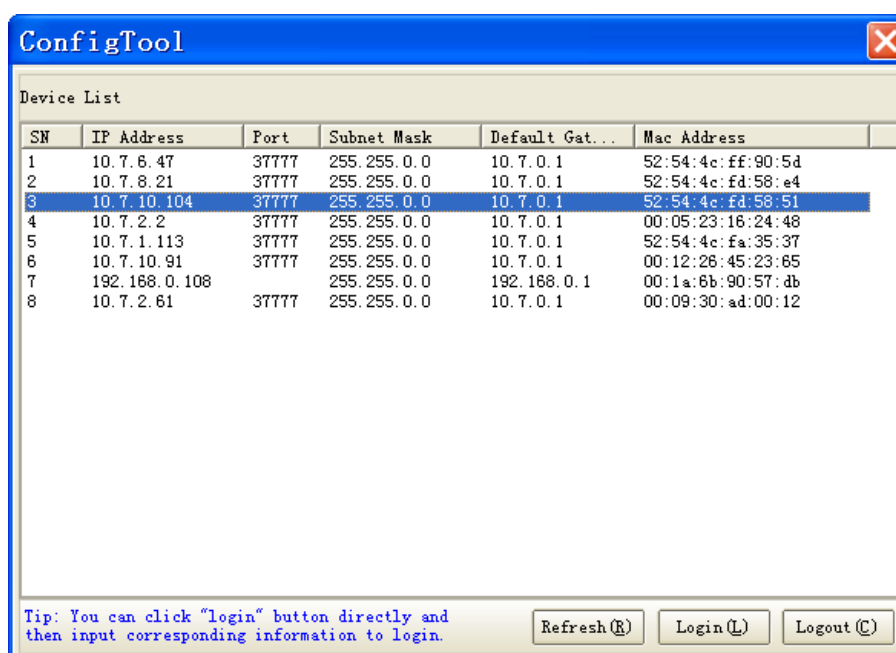 ConfigTool
Device List
SN IP Address Port Subnet Mask Default Gat... Mac Address
1 10.7.6.47 37777 255.255.0.0 10.7.0.1 52:54:4c:ff:90:5d
2 10.7.8.21 37777 255.255.0.0 10.7.0.1 52:54:4c:fd:58:e4
3 10.7.10.104 37777 255.255.0.0 10.7.0.1 52:54:4c:fd:58:51
4 10.7.2.2 37777 255.255.0.0 10.7.0.1 00:05:23:16:24:48
5 10.7.1.113 37777 255.255.0.0 10.7.0.1 52:54:4c:fa:35:37
6 10.7.10.91 37777 255.255.0.0 10.7.0.1 00:12:26:45:23:65
7 192.168.0.108 255.255.0.0 192.168.0.1 00:1a:6b:90:57:db
8 10.7.2.61 37777 255.255.0.0 10.7.0.1 00:09:30:ad:00:12
Tip: You can click "login" button directly and
then input corresponding information to login.
Refresh(R) Login(L) Logout(C)